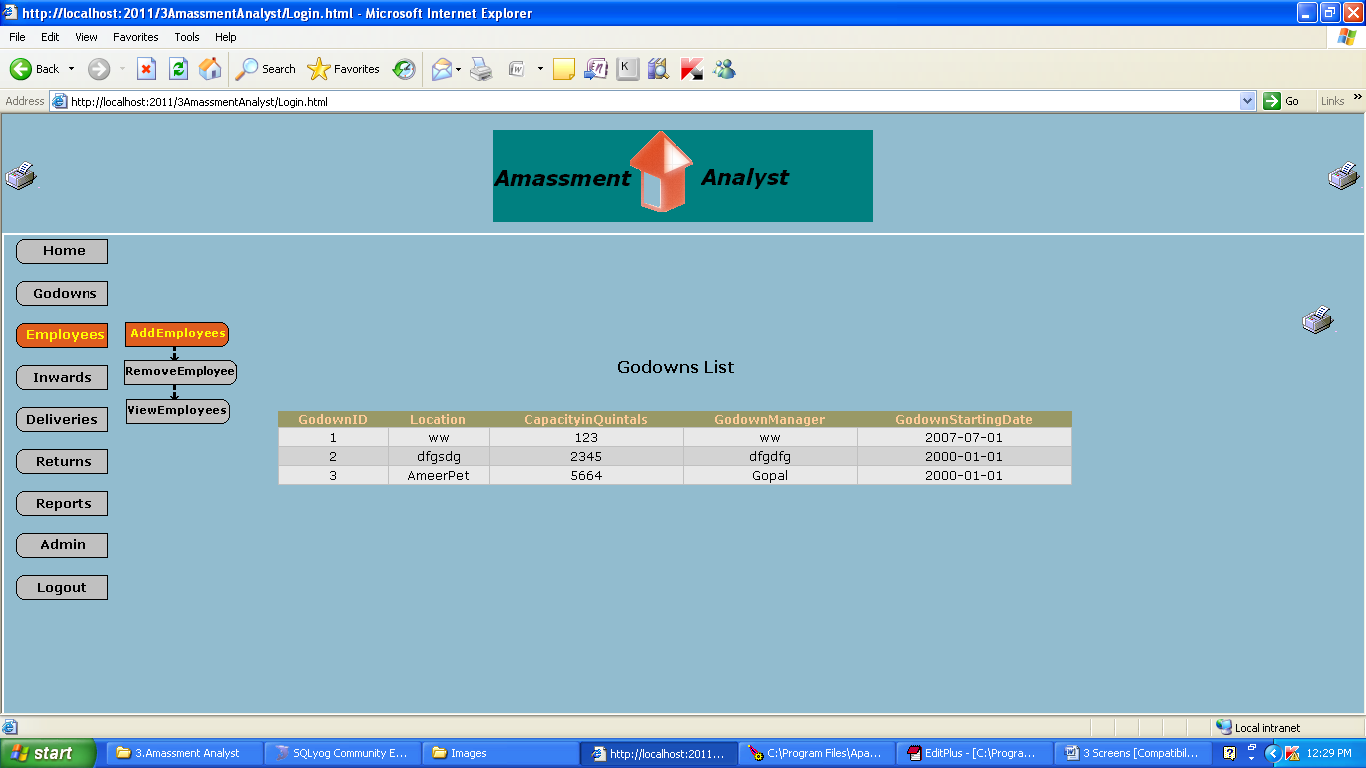 http://localhost:2011/3AmassmentAnalyst/Login.html - Microsoft Internet Explorer
File Edit View Favorites Tools Help
Back Search Favorites
Address http://localhost:2011/3AmassmentAnalyst/Login.html Go Links »
Amassment Analyst
Home
Godowns
Employees AddEmployees
Inwards RemoveEmployee
Deliveries ViewEmployees
Returns
Reports
Admin
Logout
Godowns List
GodownID Location CapacityinQuintals GodownManager GodownStartingDate
1 ww 123 ww 2007-07-01
2 dfgsdg 2345 dfgdfg 2000-01-01
3 AmeerPet 5664 Gopal 2000-01-01
Local intranet
start 3.Amassment Analyst SQLyog Community E... Images http://localhost:2011... C:\Program Files\Apa... EditPlus - [C:\Progra... 3 Screens [Compatibil... 12:29 PM